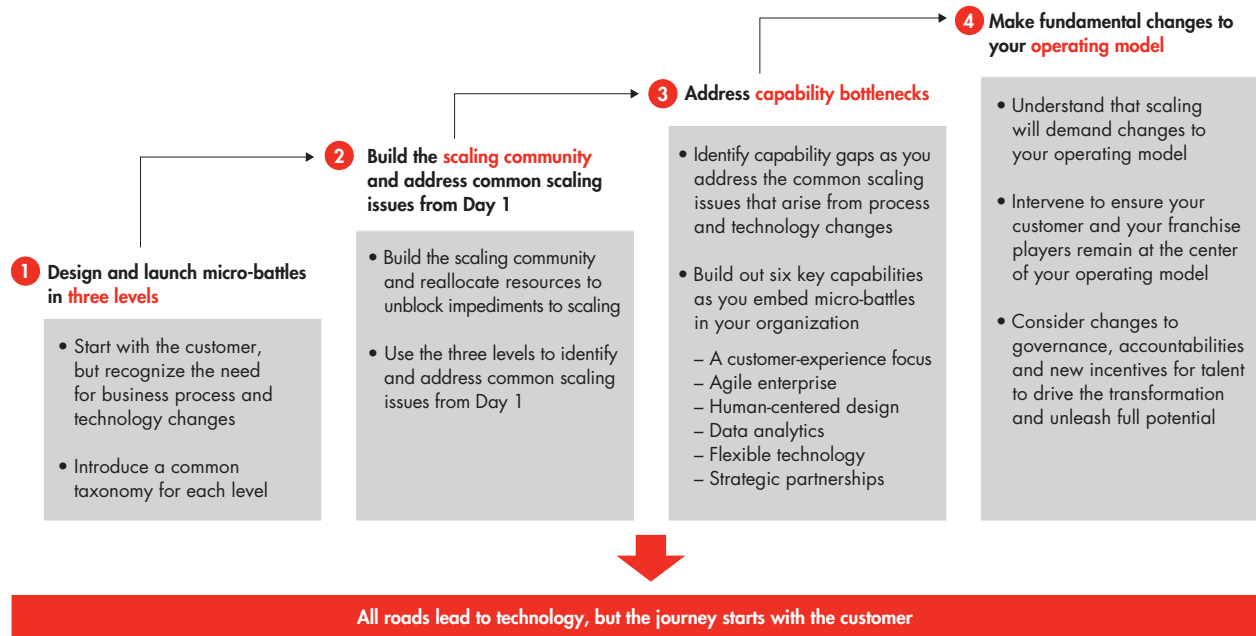 1 Design and launch micro-battles
in three levels
• Start with the customer,
but recognize the need
for business process and
technology changes
• Introduce a common
taxonomy for each level
2 Build the scaling community
and address common scaling
issues from Day 1
• Build the scaling community
and reallocate resources to
unblock impediments to scaling
• Use the three levels to identify
and address common scaling
issues from Day 1
3 Address capability bottlenecks
• Identify capability gaps as you
address the common scaling
issues that arise from process
and technology changes
• Build out six key capabilities
as you embed micro-battles
in your organization
– A customer-experience focus
– Agile enterprise
– Human-centered design
– Data analytics
– Flexible technology
– Strategic partnerships
4 Make fundamental changes to
your operating model
• Understand that scaling
will demand changes to
your operating model
• Intervene to ensure your
customer and your franchise
players remain at the center
of your operating model
• Consider changes to
governance, accountabilities
and new incentives for talent
to drive the transformation
and unleash full potential
All roads lead to technology, but the journey starts with the customer